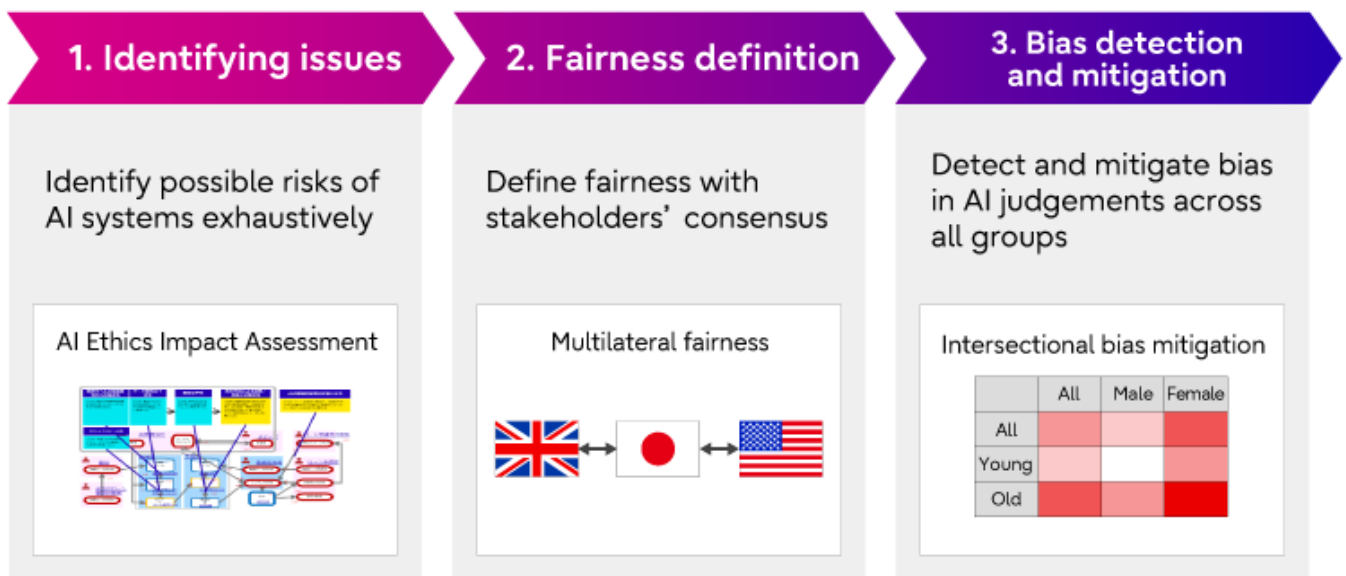 1. Identifying issues
2. Fairness definition
3. Bias detection
and mitigation
Identify possible risks of
AI systems exhaustively
Define fairness with
stakeholders’ consensus
Detect and mitigate bias
in AI judgements across
all groups
AI Ethics Impact Assessment
Multilateral fairness
Intersectional bias mitigation
All Male Female
All
Young
Old